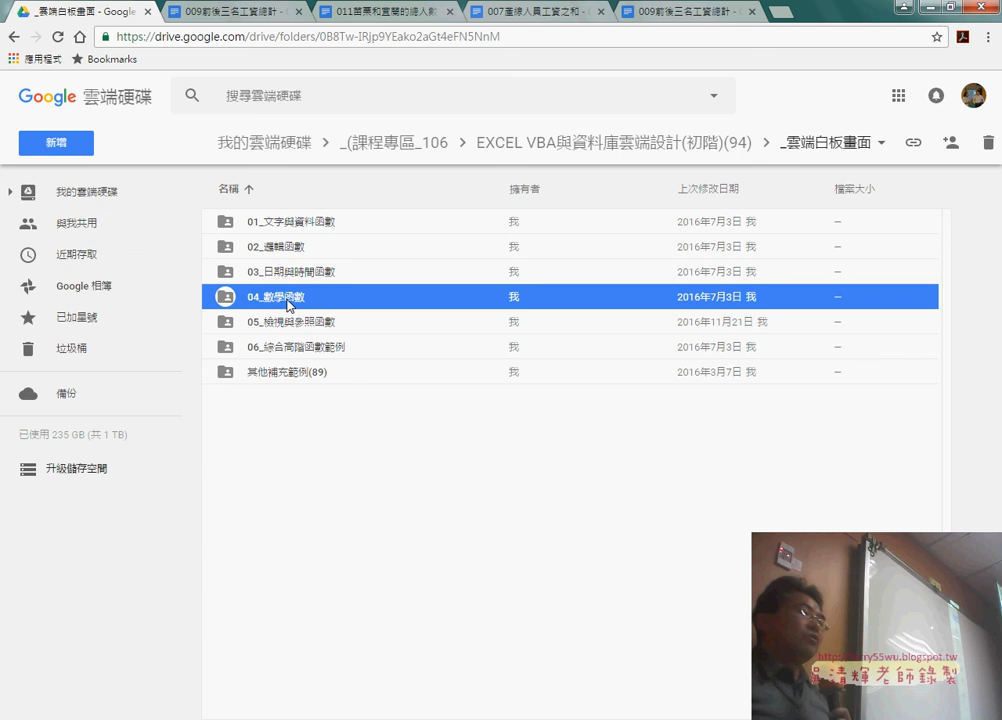 _雲端白板畫面 - Google
009前後三名工資總計 - G
011苗栗和宜蘭的總人數
007產線人員工資之和 - G
009前後三名工資總計 - G
https://drive.google.com/drive/folders/0B8Tw-IRjp9YEako2aGt4eFN5NnM
應用程式 Bookmarks
Google 雲端硬碟
搜尋雲端硬碟
新增
我的雲端硬碟 > _(課程專區_106 > EXCEL VBA與資料庫雲端設計(初階)(94) > _雲端白板畫面
名稱 擁有者 上次修改日期 檔案大小
01_文字與資料函數 我 2016年7月3日 我 —
02_邏輯函數 我 2016年7月3日 我 —
03_日期與時間函數 我 2016年7月3日 我 —
04_數學函數 我 2016年7月3日 我 —
05_檢視與參照函數 我 2016年11月21日 我 —
06_綜合高階函數範例 我 2016年7月3日 我 —
其他補充範例(89) 我 2016年3月7日 我 —
我的雲端硬碟
與我共用
近期存取
Google 相簿
已加星號
垃圾桶
備份
已使用 235 GB (共 1 TB)
升級儲存空間
吳清輝老師錄製